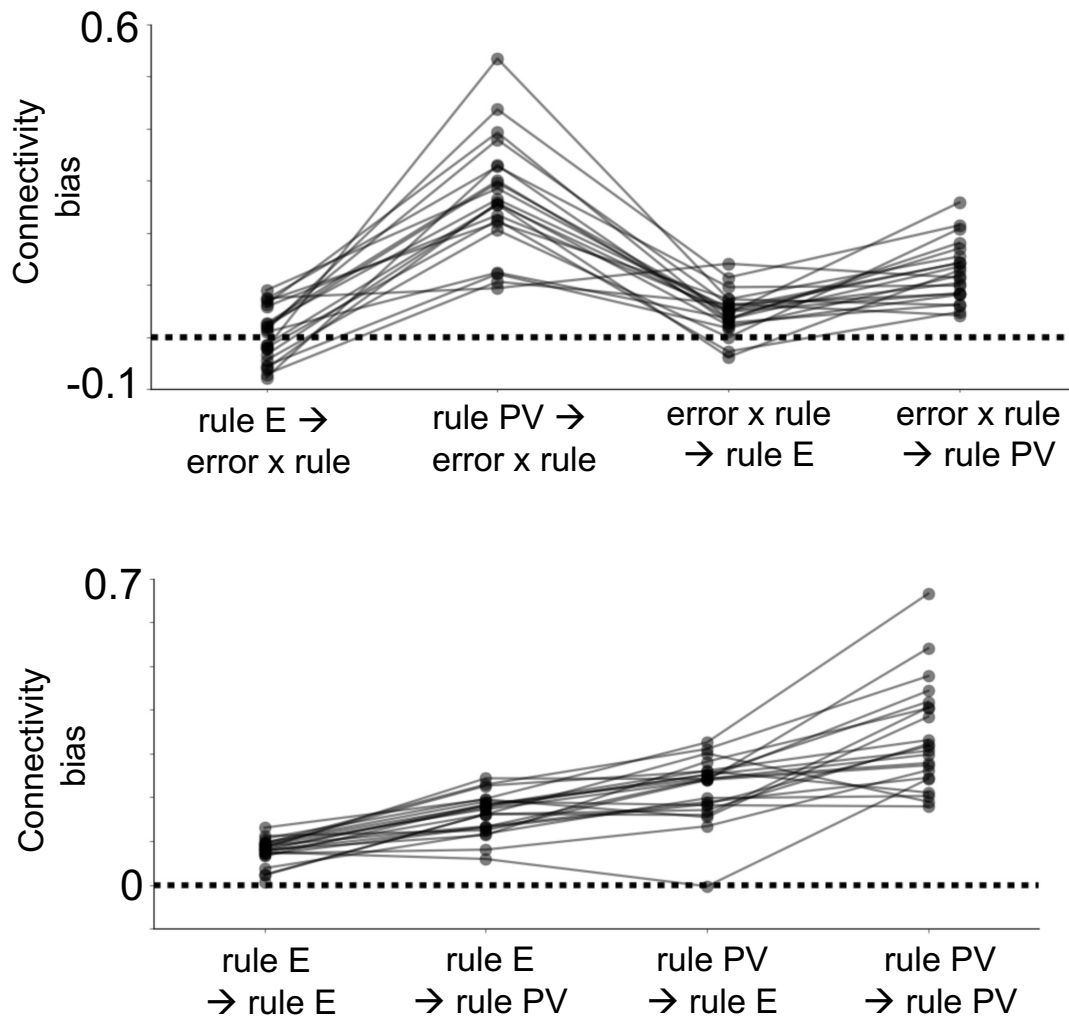 0.6
Connectivity
bias
-0.1
rule E →
error x rule
rule PV →
error x rule
error x rule
→ rule E
error x rule
→ rule PV
0.7
Connectivity
bias
0
rule E
→ rule E
rule E
→ rule PV
rule PV
→ rule E
rule PV
→ rule PV